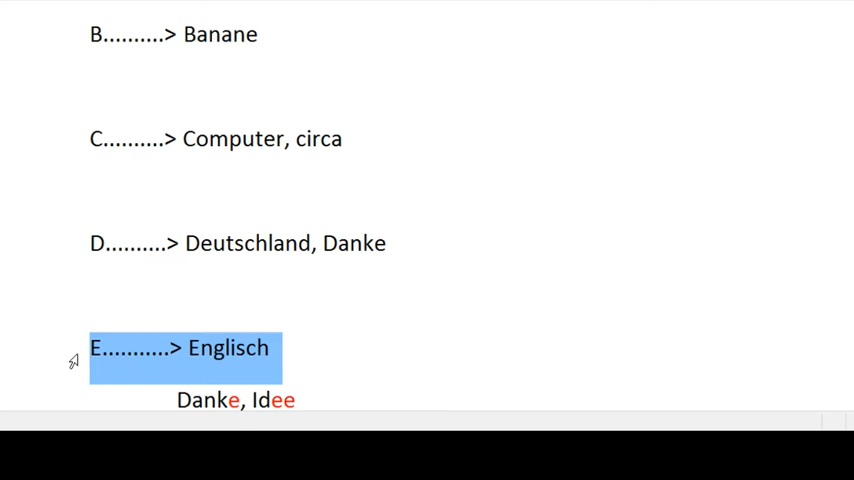 B..........> Banane
C..........> Computer, circa
D..........> Deutschland, Danke
E...........> Englisch
Danke, Idee